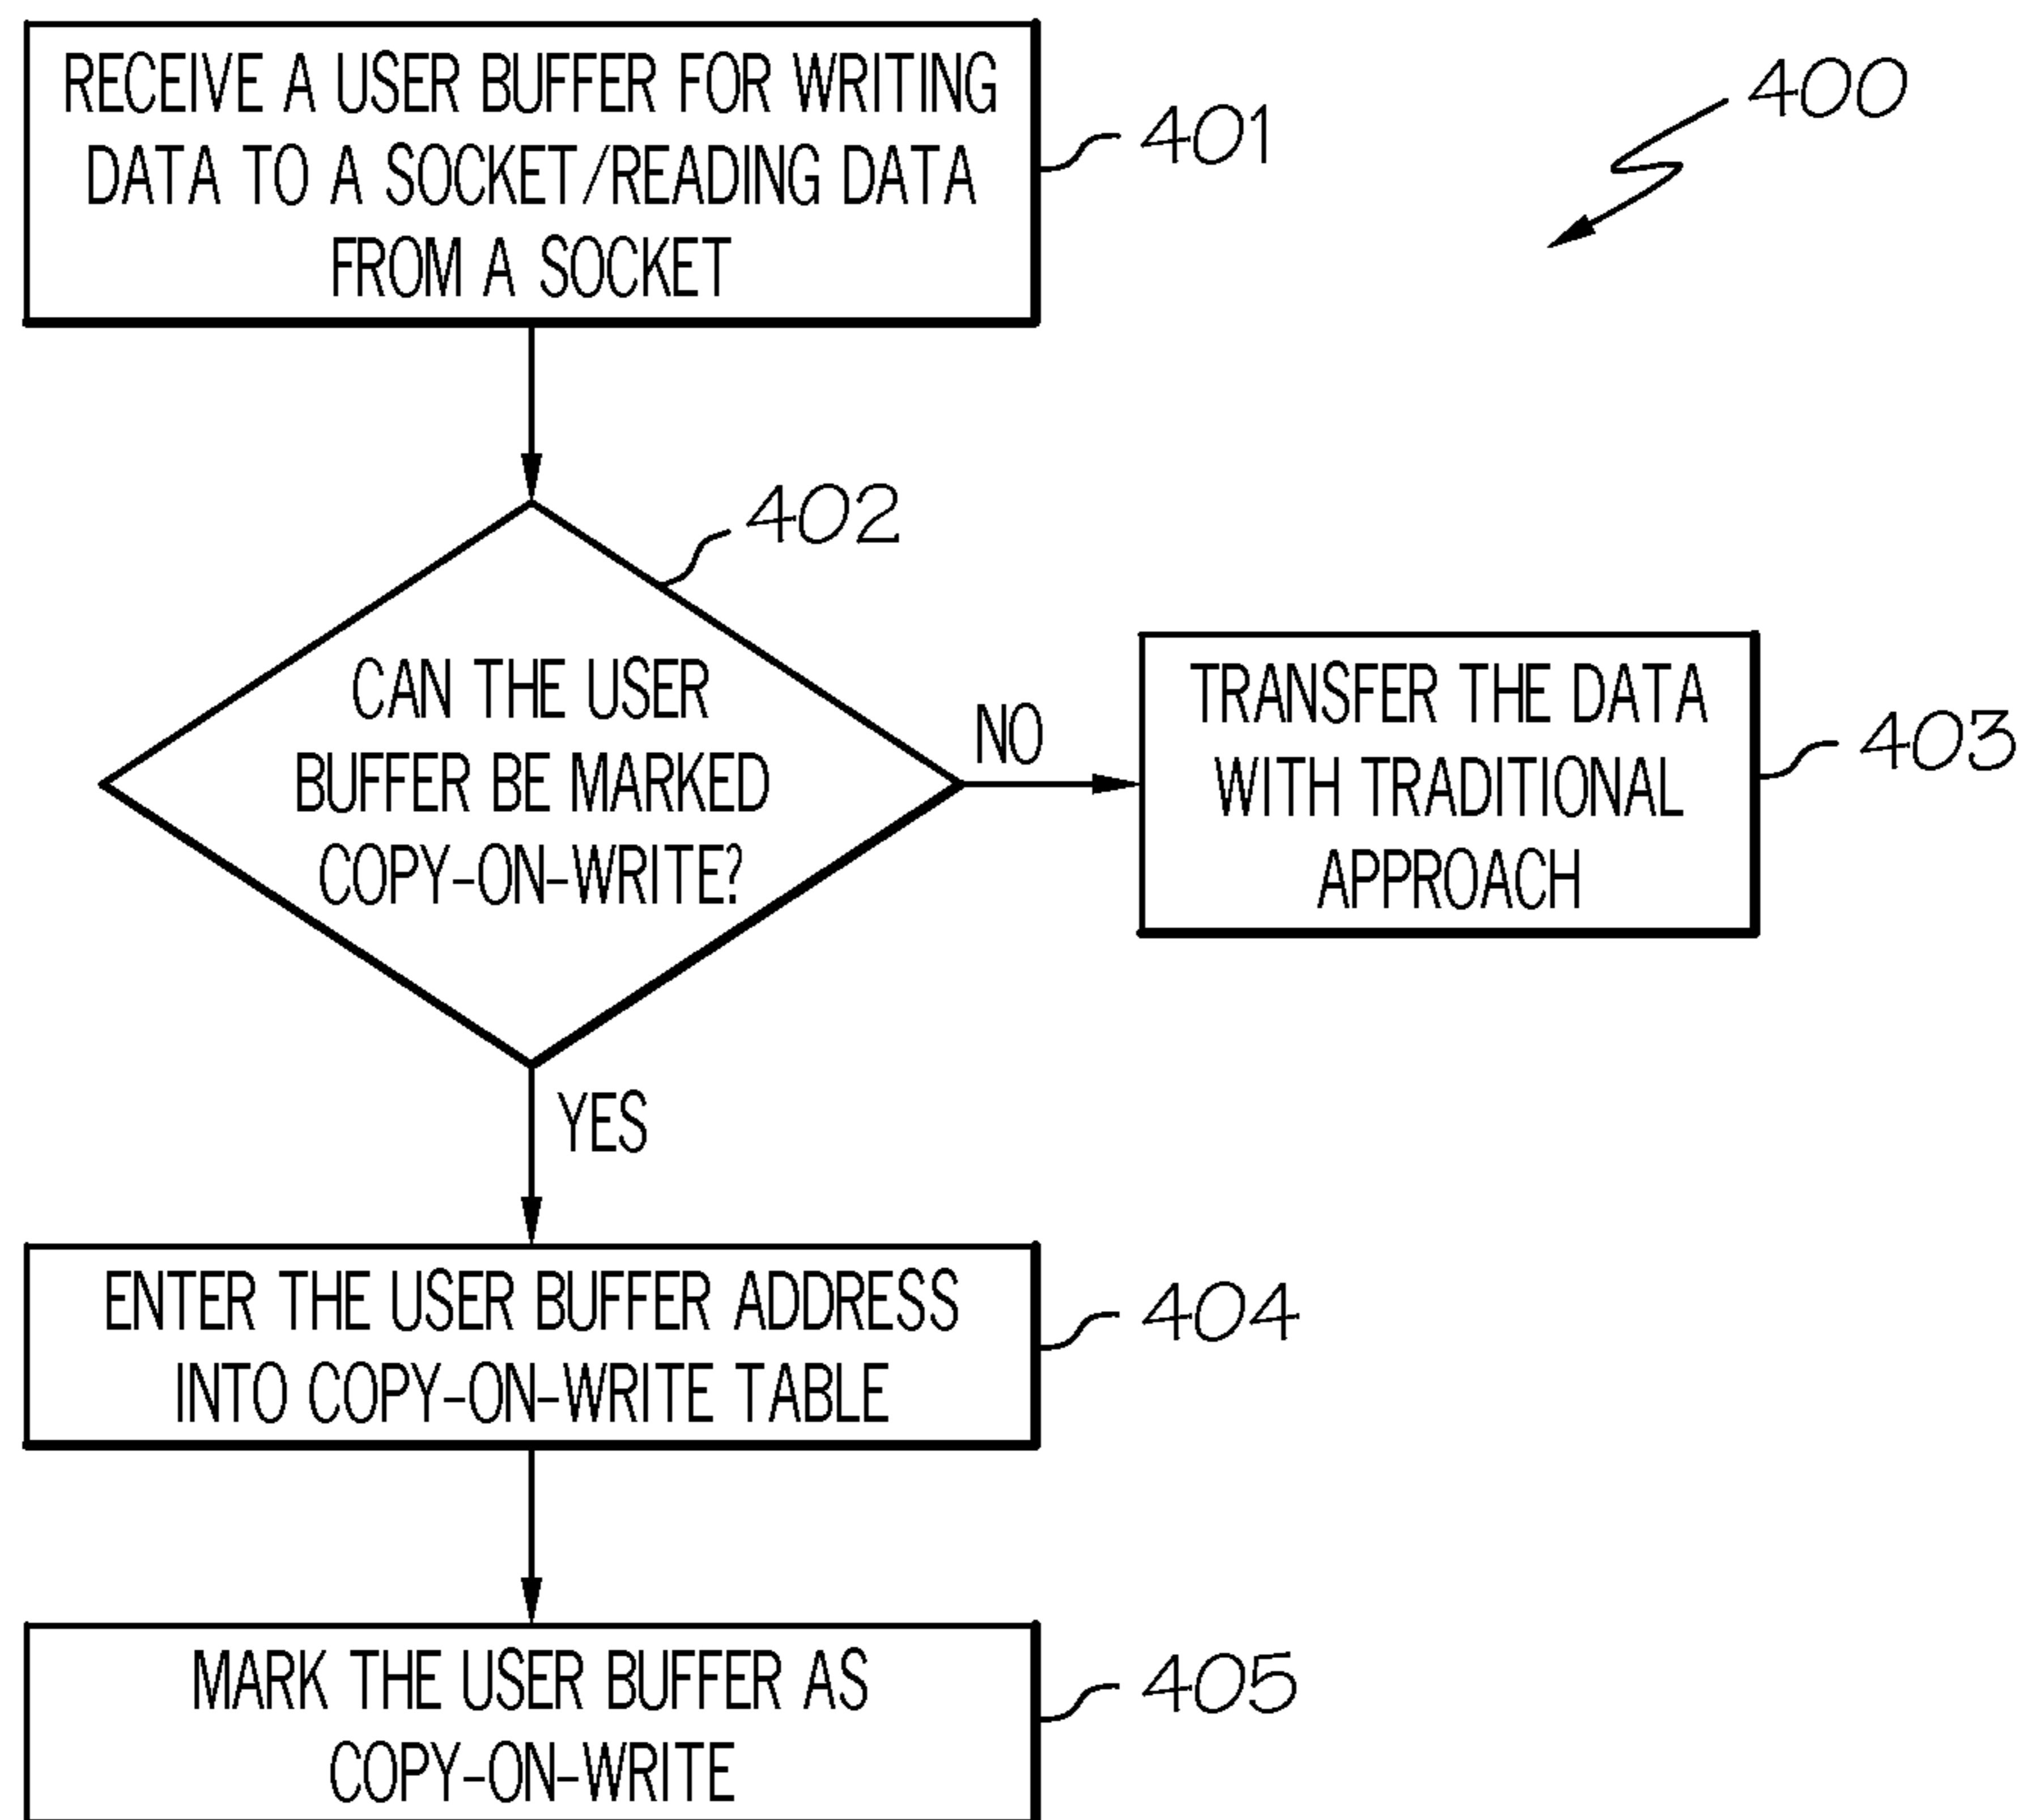 RECEIVE A USER BUFFER FOR WRITING
DATA TO A SOCKET/READING DATA
FROM A SOCKET
401
400
402
CAN THE USER
BUFFER BE MARKED
COPY-ON-WRITE?
NO
TRANSFER THE DATA
WITH TRADITIONAL
APPROACH
403
YES
ENTER THE USER BUFFER ADDRESS
INTO COPY-ON-WRITE TABLE
404
MARK THE USER BUFFER AS
COPY-ON-WRITE
405